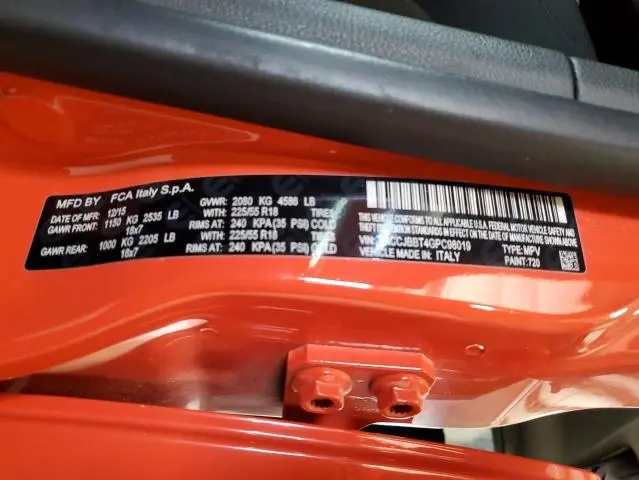 MFD BY FCA Italy S.p.A.
DATE OF MFR: 12/15 GVWR: 2080 KG 4586 LB
GAWR FRONT: 1150 KG 2535 LB WITH: 225/55 R18 TIRES
18x7 RIMS AT: 240 KPA(35 PSI) COLD
GAWR REAR: 1000 KG 2205 LB WITH: 225/55 R18 TIRES
18x7 RIMS AT: 240 KPA(35 PSI) COLD
THIS VEHICLE CONFORMS TO ALL APPLICABLE FEDERAL MOTOR VEHICLE SAFETY
STANDARDS IN EFFECT ON THE DATE OF MANUFACTURE SHOWN ABOVE
VIN: TYPE: MPV
VEHICLE MADE IN: ITALY PAINT: 720